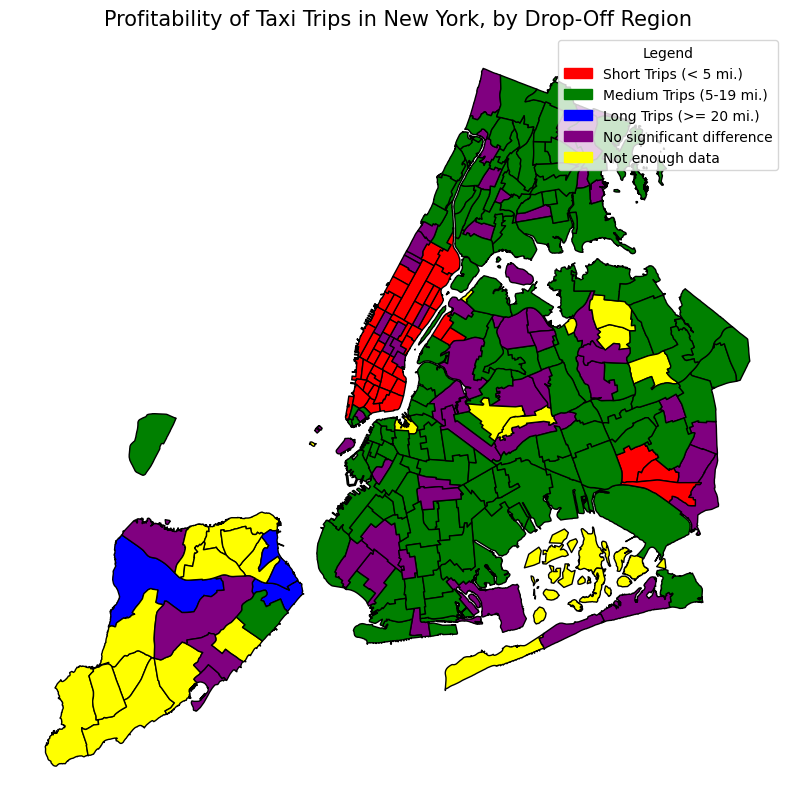 Profitability of Taxi Trips in New York, by Drop-Off Region
Legend
Short Trips (< 5 mi.)
Medium Trips (5-19 mi.)
Long Trips (>= 20 mi.)
No significant difference
Not enough data